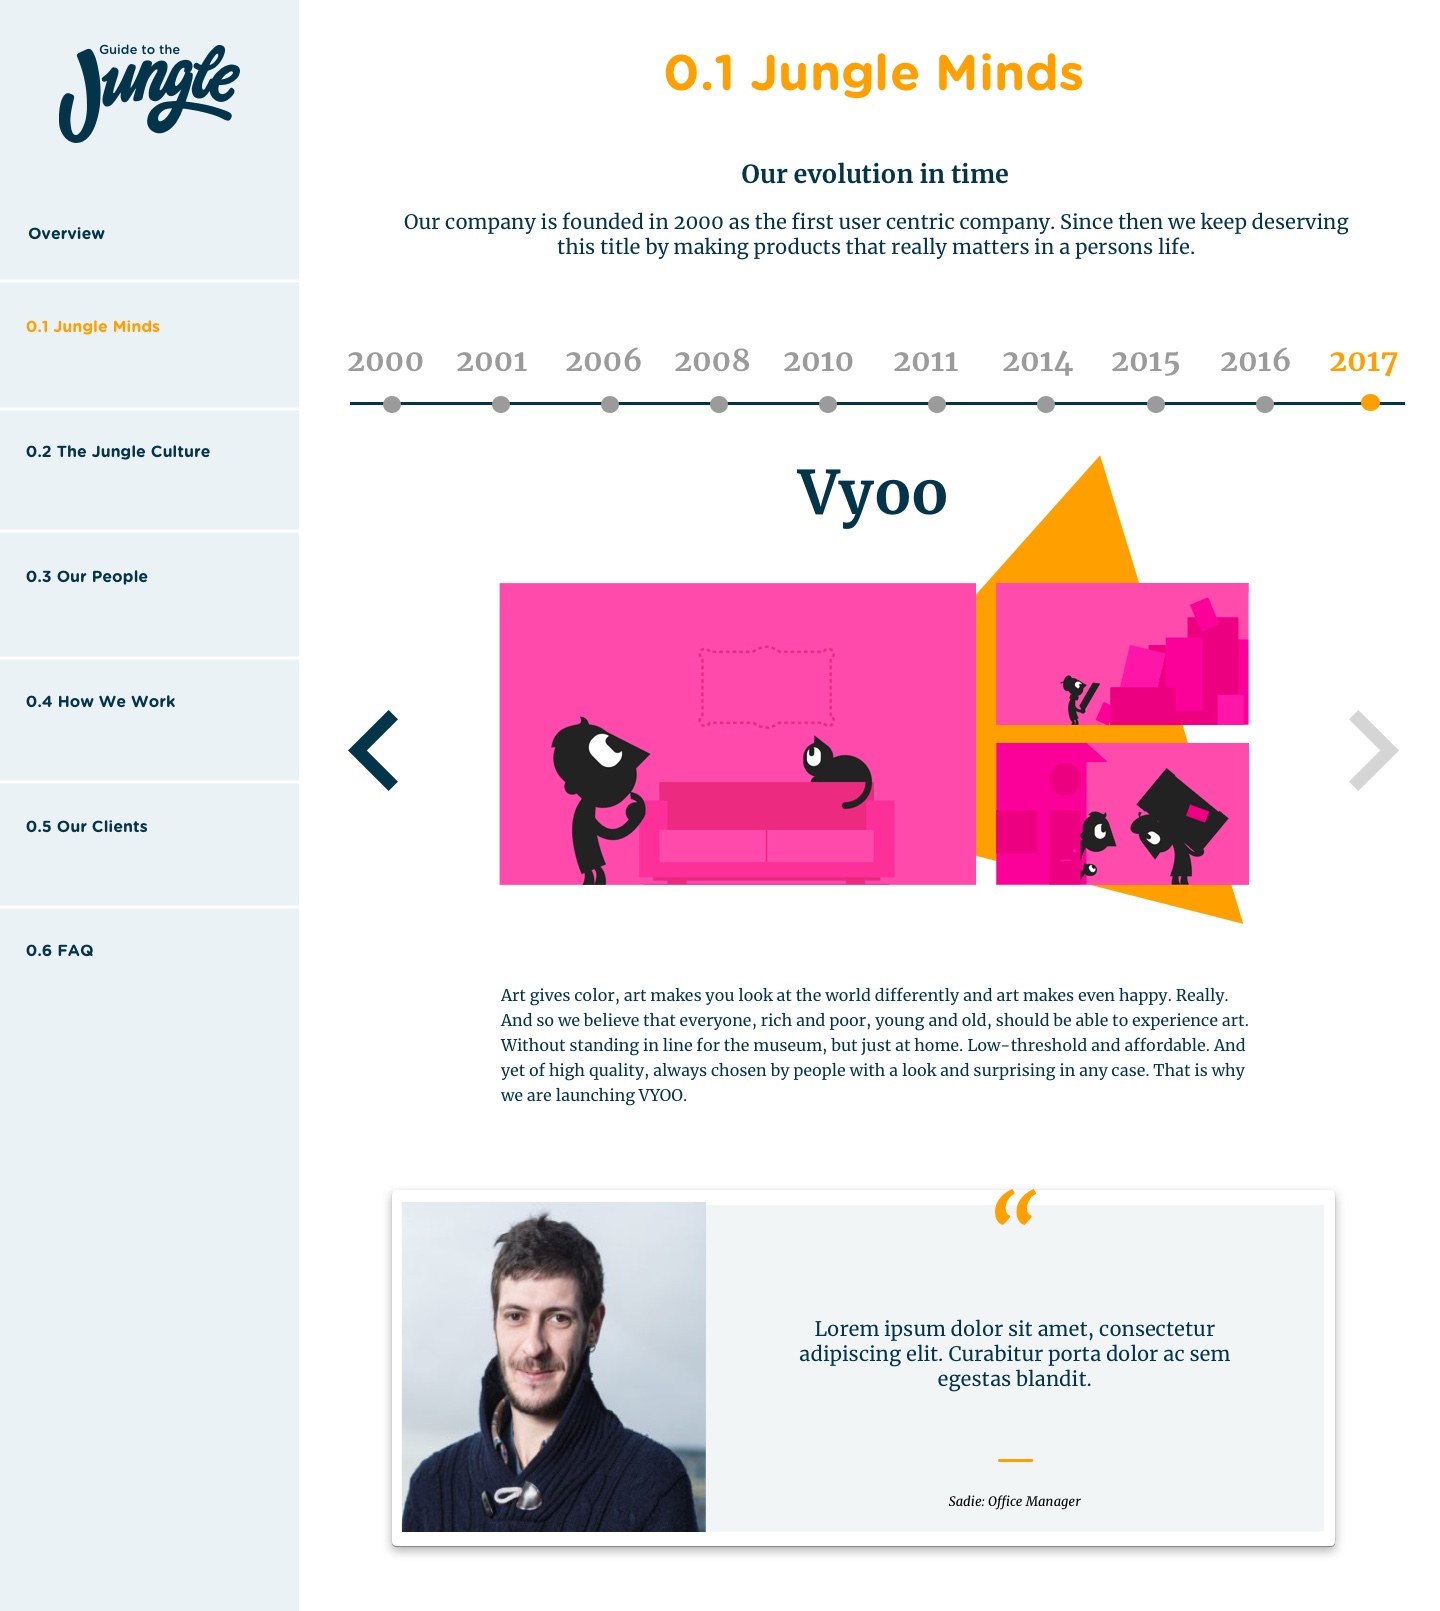 Guide to the
Jungle
Overview
0.1 Jungle Minds
0.2 The Jungle Culture
0.3 Our People
0.4 How We Work
0.5 Our Clients
0.6 FAQ
0.1 Jungle Minds
Our evolution in time
Our company is founded in 2000 as the first user centric company. Since then we keep deserving
this title by making products that really matters in a persons life.
2000 2001 2006 2008 2010 2011 2014 2015 2016 2017
Vyoo
Art gives color, art makes you look at the world differently and art makes even happy. Really.
And so we believe that everyone, rich and poor, young and old, should be able to experience art.
Without standing in line for the museum, but just at home. Low-threshold and affordable. And
yet of high quality, always chosen by people with a look and surprising in any case. That is why
we are launching VYOO.
“
Lorem ipsum dolor sit amet, consectetur
adipiscing elit. Curabitur porta dolor ac sem
egestas blandit.
Sadie: Office Manager